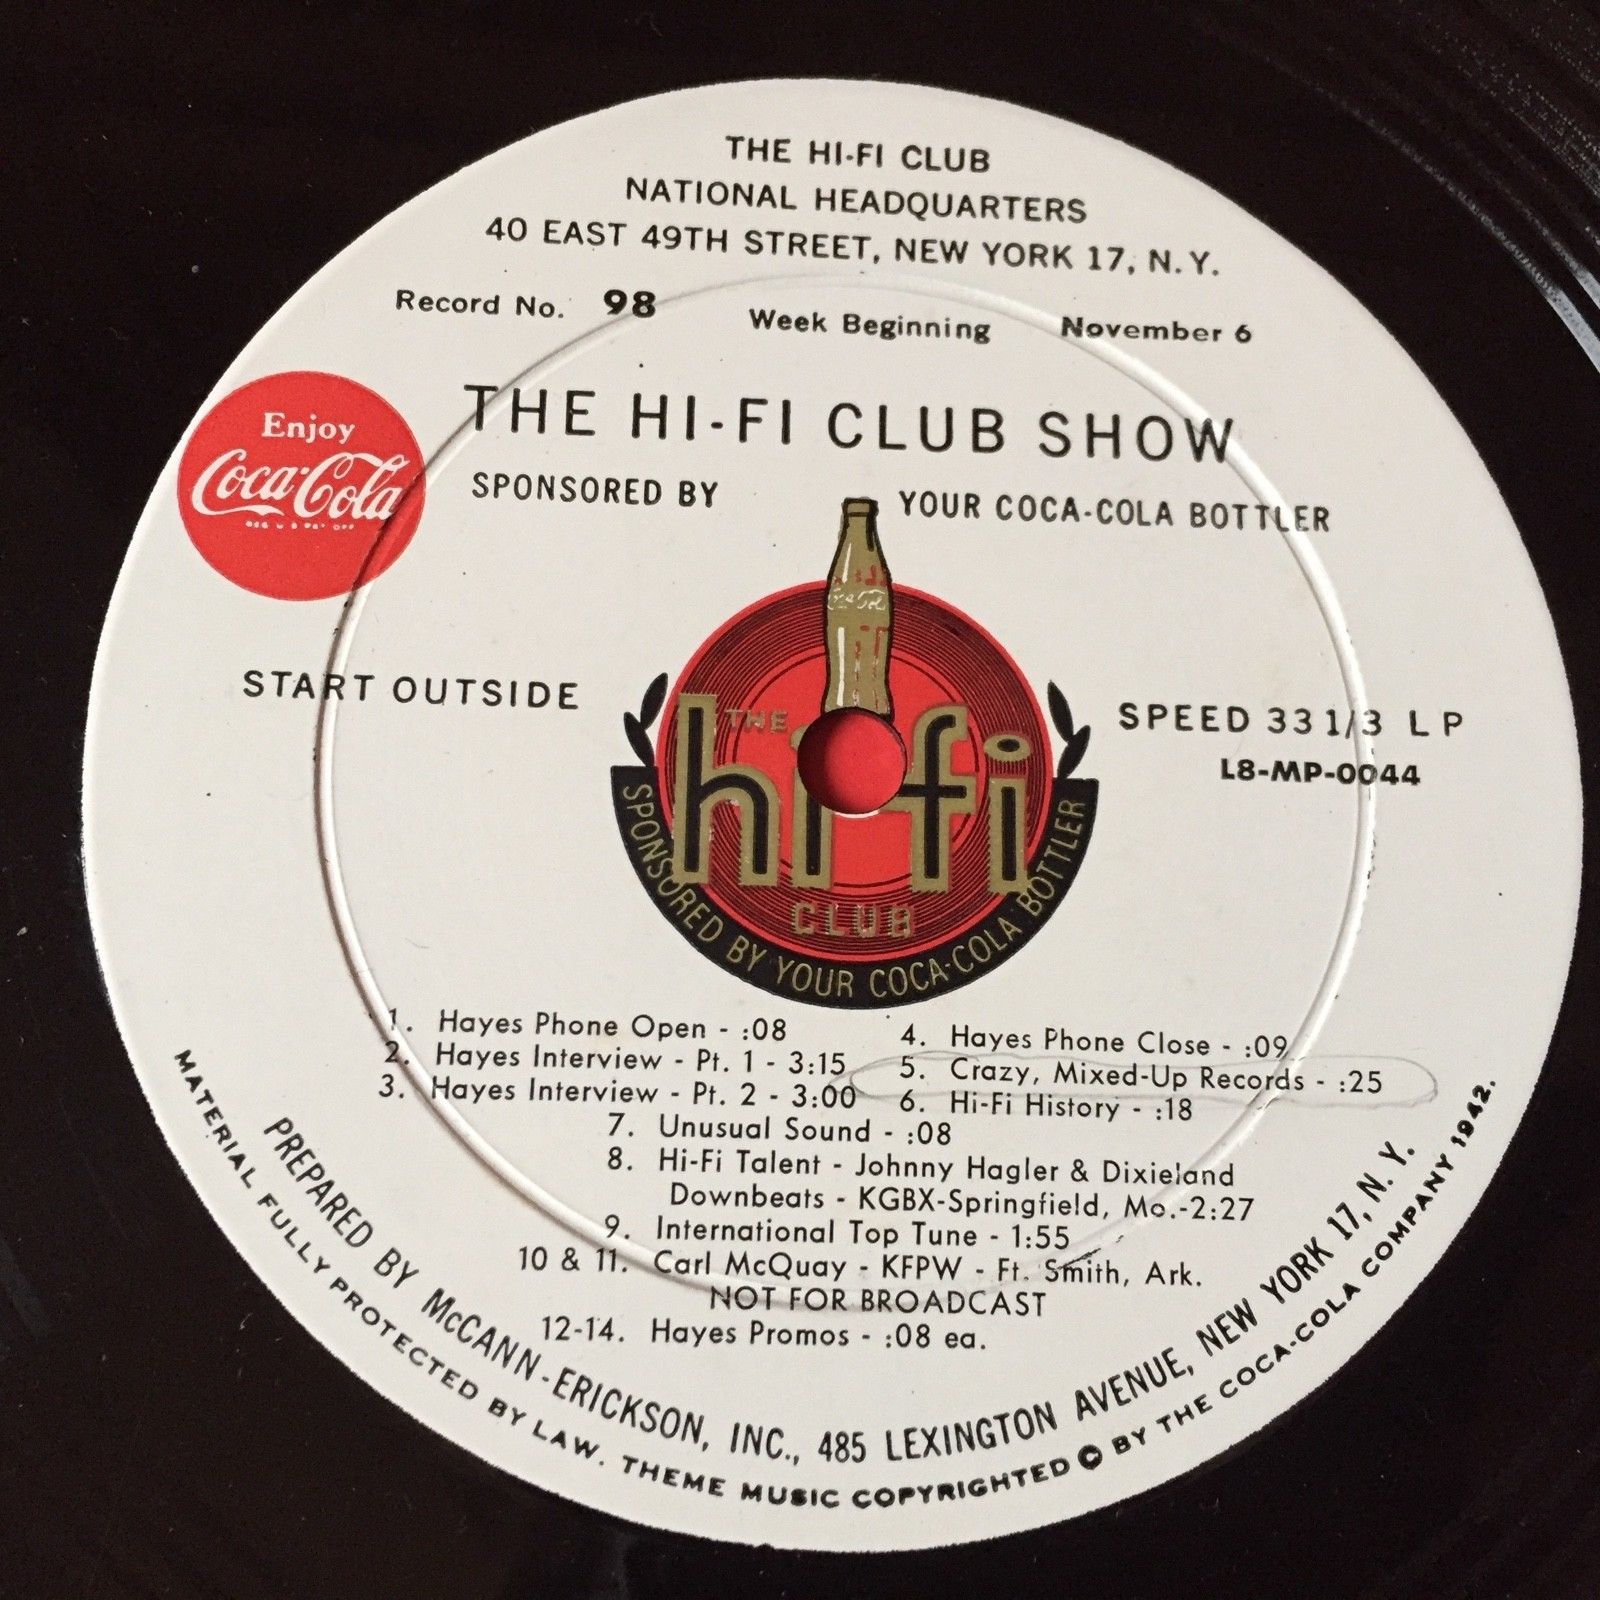 THE HI-FI CLUB
NATIONAL HEADQUARTERS
40 EAST 49TH STREET, NEW YORK 17, N.Y.
Record No. 98 Week Beginning November 6
Enjoy
Coca-Cola
THE HI-FI CLUB SHOW
SPONSORED BY YOUR COCA-COLA BOTTLER
Coca-Cola
START OUTSIDE
SPEED 33 1/3 LP
L8-MP-0044
THE
hi-fi
CLUB
SPONSORED BY YOUR COCA-COLA BOTTLER
1. Hayes Phone Open - :08
2. Hayes Interview - Pt. 1 - 3:15
3. Hayes Interview - Pt. 2 - 3:00
4. Hayes Phone Close - :09
5. Crazy, Mixed-Up Records - :25
6. Hi-Fi History - :18
7. Unusual Sound - :08
8. Hi-Fi Talent - Johnny Hagler & Dixieland
Downbeats - KGBX-Springfield, Mo.-2:27
9. International Top Tune - 1:55
10 & 11. Carl McQuay - KFPW - Ft. Smith, Ark.
NOT FOR BROADCAST
12-14. Hayes Promos - :08 ea.
PREPARED BY McCANN-ERICKSON, INC., 485 LEXINGTON AVENUE, NEW YORK 17, N. Y.
MATERIAL FULLY PROTECTED BY LAW. THEME MUSIC COPYRIGHTED © BY THE COCA-COLA COMPANY 1942.